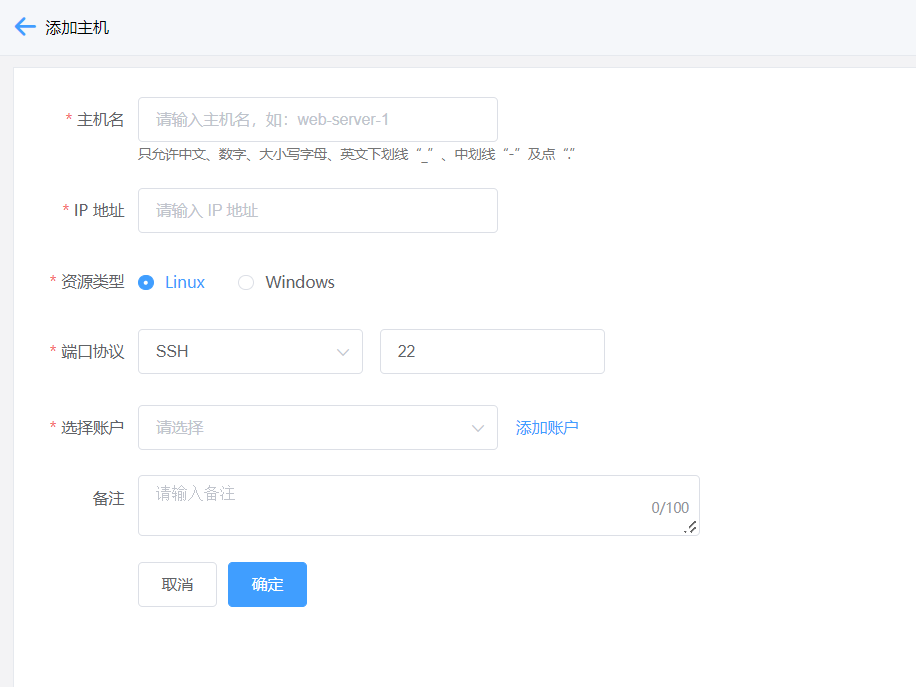 添加主机
* 主机名 请输入主机名，如：web-server-1
只允许中文、数字、大小写字母、英文下划线“_”、中划线“-”及点“.”
* IP 地址 请输入 IP 地址
* 资源类型 Linux Windows
* 端口协议 SSH 22
* 选择账户 请选择 添加账户
备注 请输入备注
0/100
取消 确定